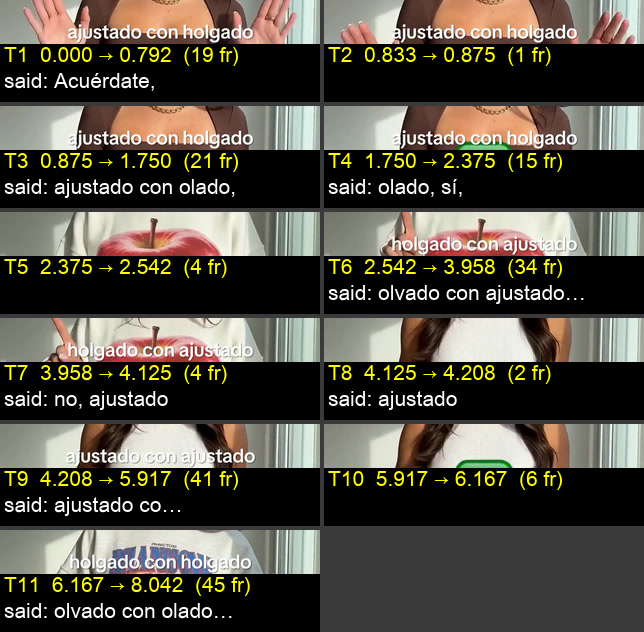 ajustado con holgado
T1 0.000 → 0.792 (19 fr)
said: Acuérdate,
ajustado con holgado
T2 0.833 → 0.875 (1 fr)
ajustado con holgado
T3 0.875 → 1.750 (21 fr)
said: ajustado con olado,
ajustado con holgado
T4 1.750 → 2.375 (15 fr)
said: olado, sí,
T5 2.375 → 2.542 (4 fr)
holgado con ajustado
T6 2.542 → 3.958 (34 fr)
said: olvado con ajustado…
holgado con ajustado
T7 3.958 → 4.125 (4 fr)
said: no, ajustado
T8 4.125 → 4.208 (2 fr)
said: ajustado
ajustado con ajustado
T9 4.208 → 5.917 (41 fr)
said: ajustado co…
T10 5.917 → 6.167 (6 fr)
holgado con holgado
T11 6.167 → 8.042 (45 fr)
said: olvado con olado…